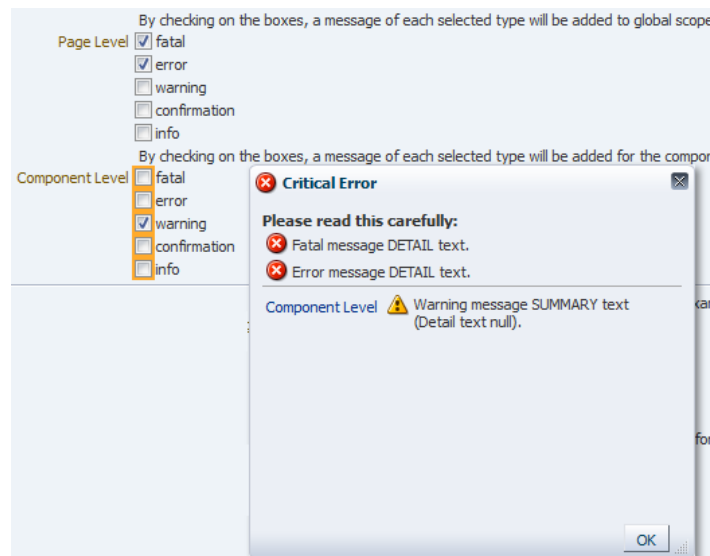 By checking on the boxes, a message of each selected type will be added to global scope
Page Level fatal
error
warning
confirmation
info
By checking on the boxes, a message of each selected type will be added for the compor
Component Level fatal
error
warning
confirmation
info
Critical Error
Please read this carefully:
Fatal message DETAIL text.
Error message DETAIL text.
Component Level Warning message SUMMARY text
(Detail text null).
OK